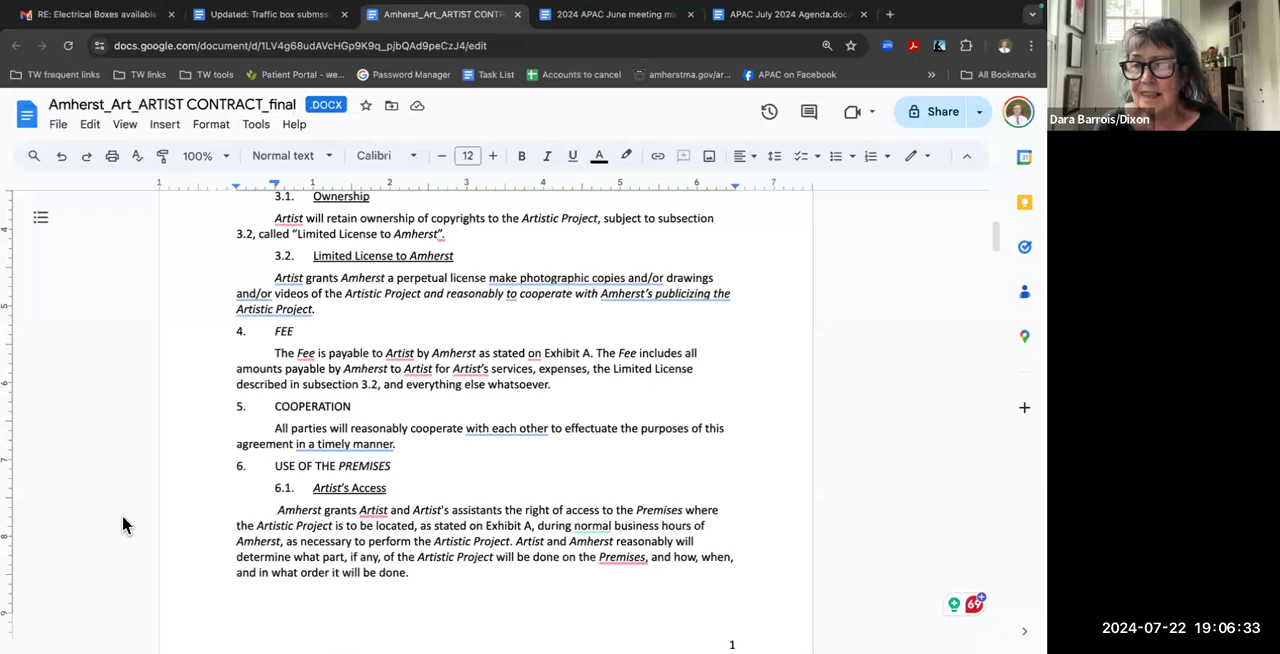 RE: Electrical Boxes available
Updated: Traffic box submssi
Amherst_Art_ARTIST CONTR
2024 APAC June meeting mi
APAC July 2024 Agenda.doc
docs.google.com/document/d/1LV4g68udAVcHGp9K9q_pjbQAd9peCzJ4/edit
TW frequent links
TW links
TW tools
Patient Portal - we...
Password Manager
Task List
Accounts to cancel
amherstma.gov/ar...
APAC on Facebook
All Bookmarks
Amherst_Art_ARTIST CONTRACT_final
.DOCX
File Edit View Insert Format Tools Help
Share
100%
Normal text
Calibri
12
3.1. Ownership
Artist will retain ownership of copyrights to the Artistic Project, subject to subsection
3.2, called “Limited License to Amherst”.
3.2. Limited License to Amherst
Artist grants Amherst a perpetual license make photographic copies and/or drawings
and/or videos of the Artistic Project and reasonably to cooperate with Amherst’s publicizing the
Artistic Project.
4. FEE
The Fee is payable to Artist by Amherst as stated on Exhibit A. The Fee includes all
amounts payable by Amherst to Artist for Artist’s services, expenses, the Limited License
described in subsection 3.2, and everything else whatsoever.
5. COOPERATION
All parties will reasonably cooperate with each other to effectuate the purposes of this
agreement in a timely manner.
6. USE OF THE PREMISES
6.1. Artist’s Access
Amherst grants Artist and Artist's assistants the right of access to the Premises where
the Artistic Project is to be located, as stated on Exhibit A, during normal business hours of
Amherst, as necessary to perform the Artistic Project. Artist and Amherst reasonably will
determine what part, if any, of the Artistic Project will be done on the Premises, and how, when,
and in what order it will be done.
1
69
Dara Barrois/Dixon
2024-07-22 19:06:33